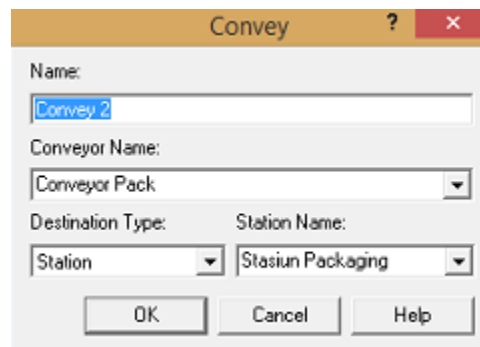 Convey ? ×
Name:
Convey 2
Conveyor Name:
Conveyor Pack
Destination Type: Station Name:
Station Stasiun Packaging
OK Cancel Help